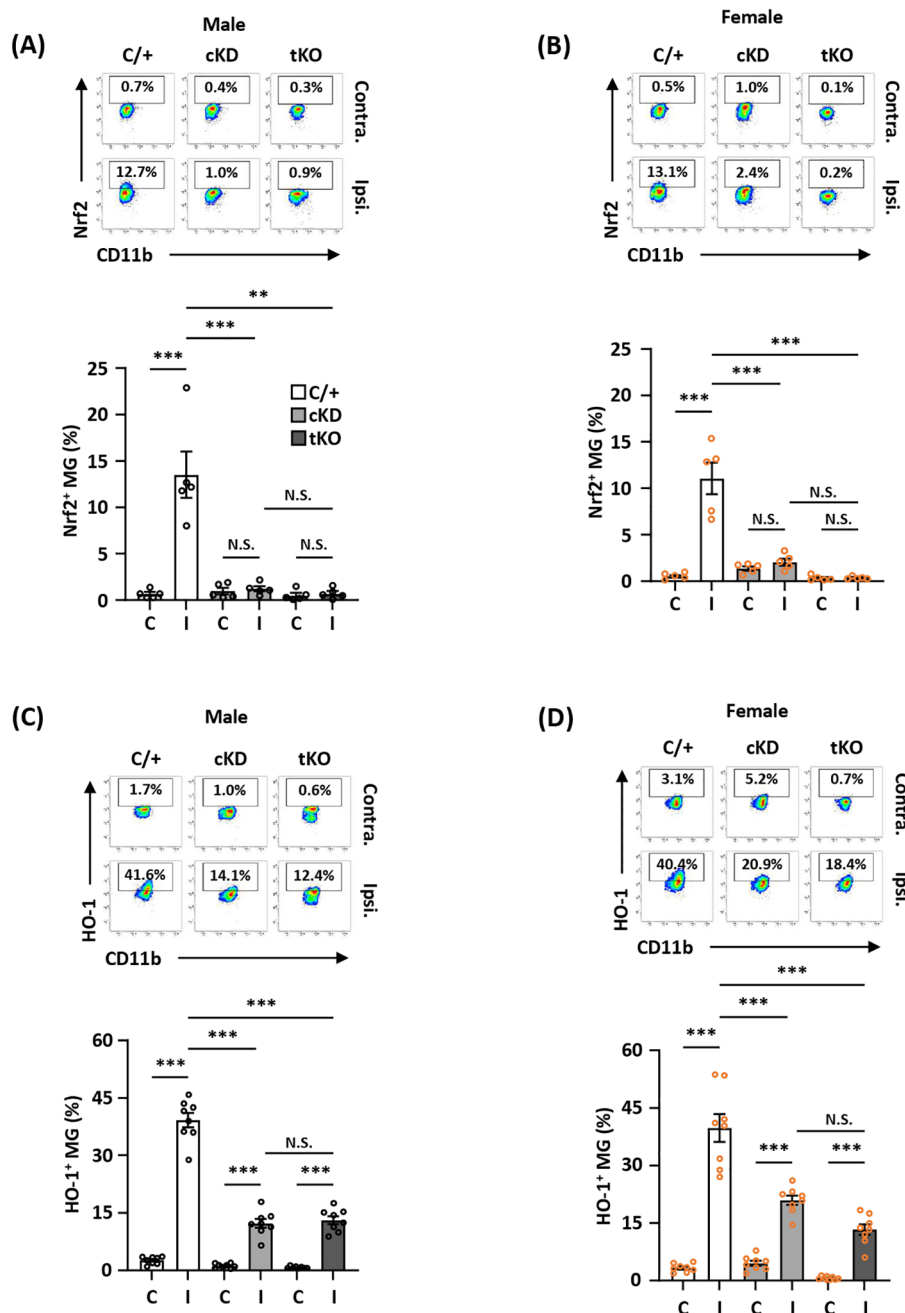 (A)
Male
C/+ cKD tKO
0.7% 0.4% 0.3%
Contra.
12.7% 1.0% 0.9%
Ipsi.
Nrf2
CD11b
**
***
***
25
20
15
10
5
0
Nrf2+ MG (%)
C/+
cKD
tKO
N.S.
N.S. N.S.
C I C I C I
(B)
Female
C/+ cKD tKO
0.5% 1.0% 0.1%
Contra.
13.1% 2.4% 0.2%
Ipsi.
Nrf2
CD11b
***
***
***
25
20
15
10
5
0
Nrf2+ MG (%)
N.S.
N.S. N.S.
C I C I C I
(C)
Male
C/+ cKD tKO
1.7% 1.0% 0.6%
Contra.
41.6% 14.1% 12.4%
Ipsi.
HO-1
CD11b
***
***
***
60
45
30
15
0
HO-1+ MG (%)
N.S.
*** ***
C I C I C I
(D)
Female
C/+ cKD tKO
3.1% 5.2% 0.7%
Contra.
40.4% 20.9% 18.4%
Ipsi.
HO-1
CD11b
***
***
***
60
45
30
15
0
HO-1+ MG (%)
N.S.
*** ***
C I C I C I